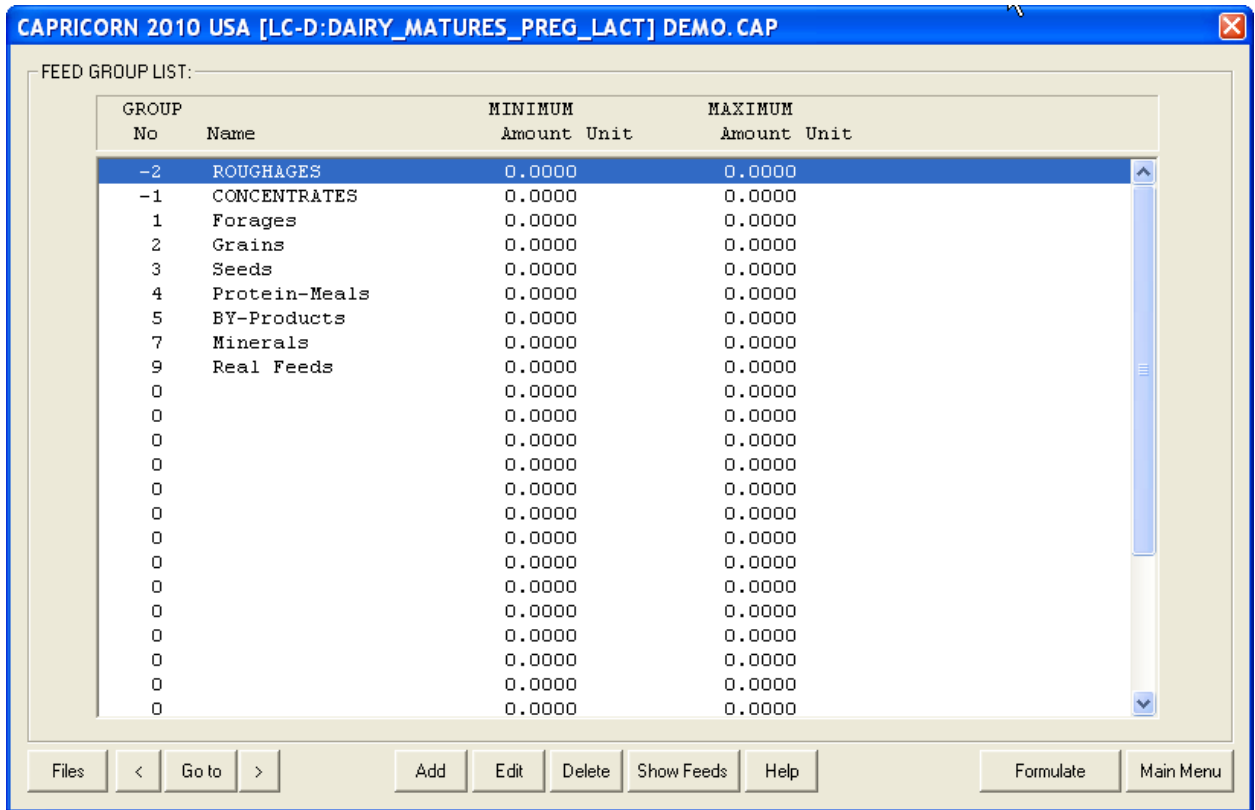 CAPRICORN 2010 USA [LC-D:DAIRY_MATURES_PREG_LACT] DEMO.CAP
FEED GROUP LIST:
GROUP MINIMUM MAXIMUM
No Name Amount Unit Amount Unit
-2 ROUGHAGES 0.0000 0.0000
-1 CONCENTRATES 0.0000 0.0000
1 Forages 0.0000 0.0000
2 Grains 0.0000 0.0000
3 Seeds 0.0000 0.0000
4 Protein-Meals 0.0000 0.0000
5 BY-Products 0.0000 0.0000
7 Minerals 0.0000 0.0000
9 Real Feeds 0.0000 0.0000
0 0.0000 0.0000
0 0.0000 0.0000
0 0.0000 0.0000
0 0.0000 0.0000
0 0.0000 0.0000
0 0.0000 0.0000
0 0.0000 0.0000
0 0.0000 0.0000
0 0.0000 0.0000
0 0.0000 0.0000
0 0.0000 0.0000
0 0.0000 0.0000
0 0.0000 0.0000
0 0.0000 0.0000
Files < Go to > Add Edit Delete Show Feeds Help Formulate Main Menu